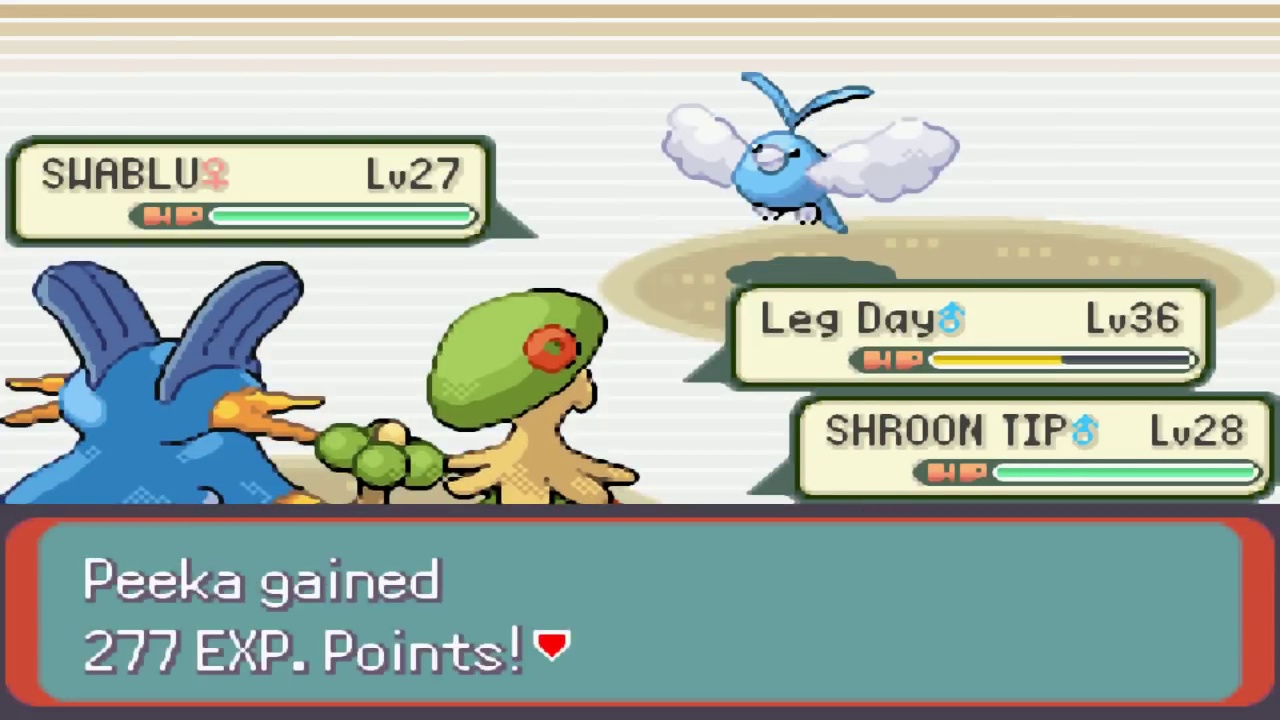 SWABLU♀ Lv27
HP
Leg Day♂ Lv36
HP
SHROON TIP♂ Lv28
HP
Peeka gained
277 EXP. Points!